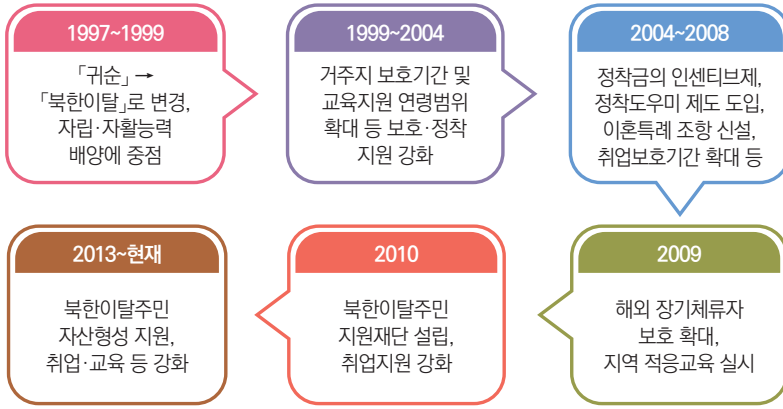 1997~1999
「귀순」 →
「북한이탈」로 변경,
자립·자활능력
배양에 중점
1999~2004
거주지 보호기간 및
교육지원 연령범위
확대 등 보호·정착
지원 강화
2004~2008
정착금의 인센티브제,
정착도우미 제도 도입,
이혼특례 조항 신설,
취업보호기간 확대 등
2009
해외 장기체류자
보호 확대,
지역 적응교육 실시
2010
북한이탈주민
지원재단 설립,
취업지원 강화
2013~현재
북한이탈주민
자산형성 지원,
취업·교육 등 강화